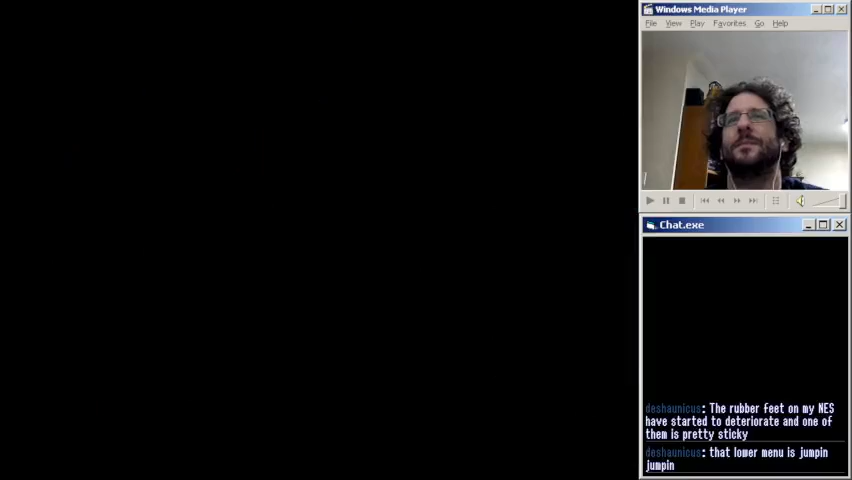 Windows Media Player
File View Play Favorites Go Help
Chat.exe
deshaunicus: The rubber feet on my NES
have started to deteriorate and one of
them is pretty sticky
deshaunicus: that lower menu is jumpin
jumpin